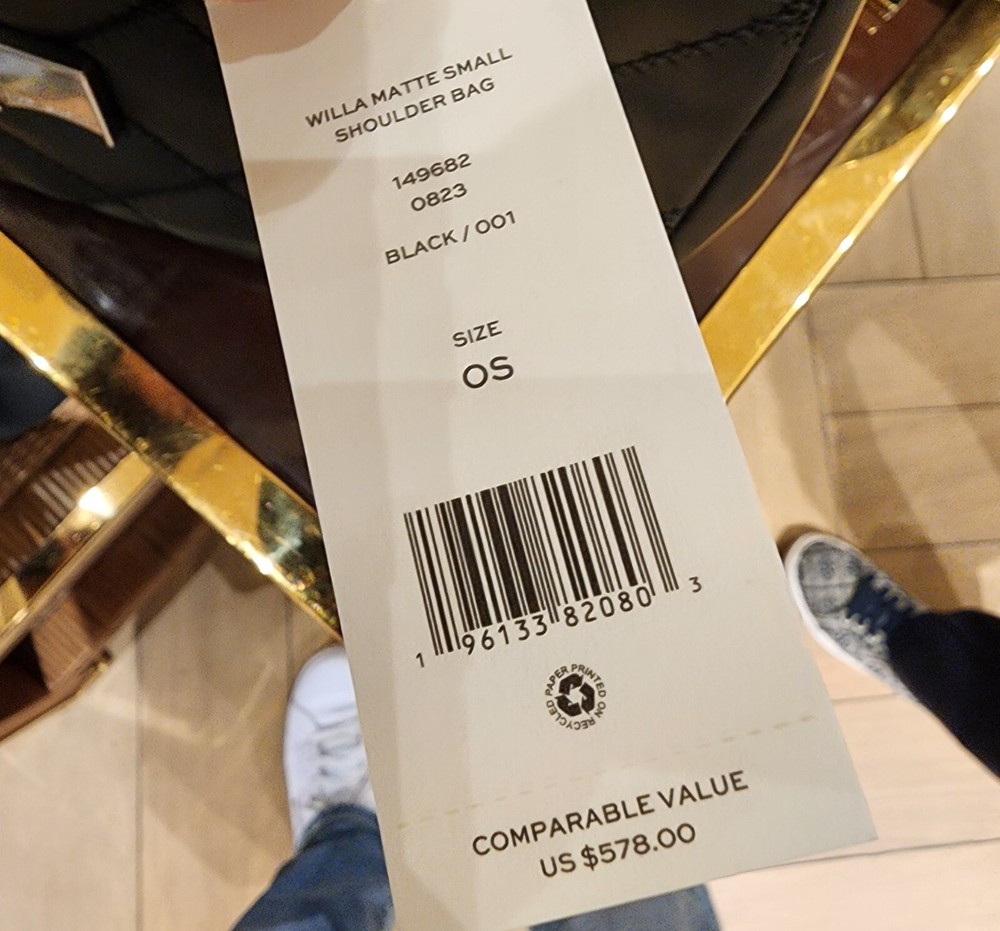 WILLA MATTE SMALL
SHOULDER BAG
149682
0823
BLACK / 001
SIZE
OS
1 96133 82080 3
PAPER PRINTED ON RECYCLED
COMPARABLE VALUE
US $578.00